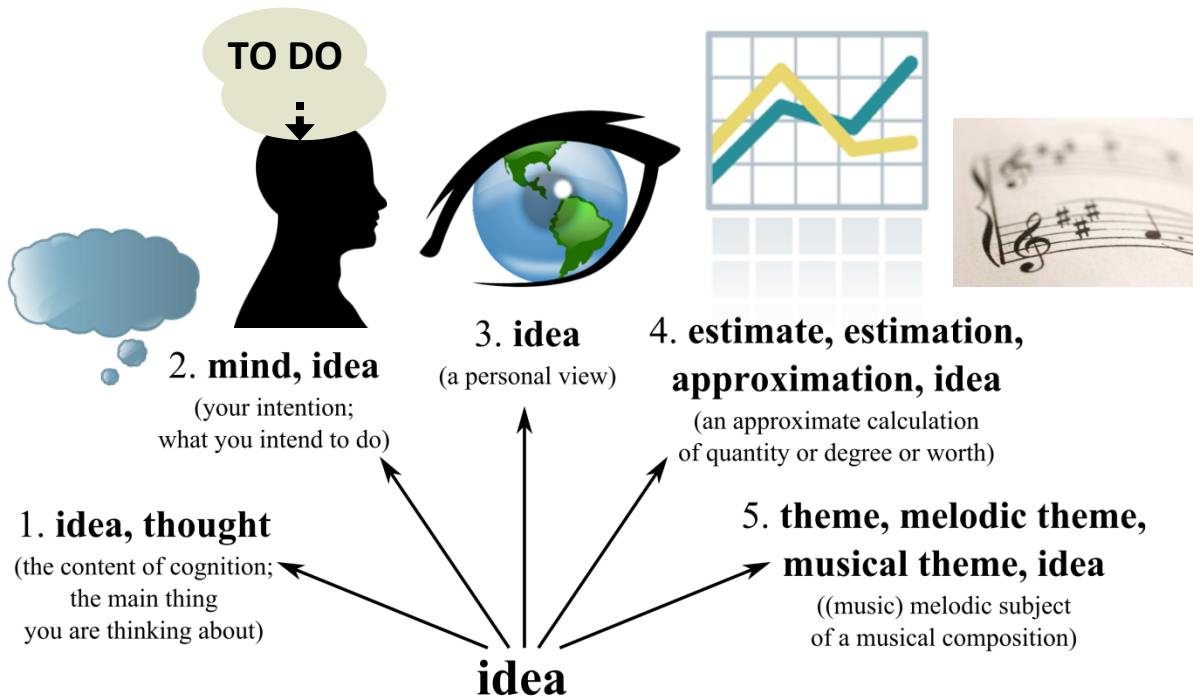 TO DO
1. idea, thought
(the content of cognition;
the main thing
you are thinking about)
2. mind, idea
(your intention;
what you intend to do)
3. idea
(a personal view)
4. estimate, estimation,
approximation, idea
(an approximate calculation
of quantity or degree or worth)
5. theme, melodic theme,
musical theme, idea
((music) melodic subject
of a musical composition)
idea